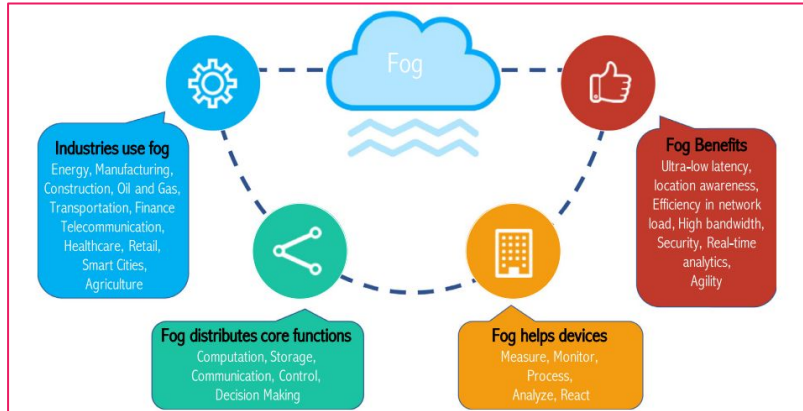 Fog
Industries use fog
Energy, Manufacturing,
Construction, Oil and Gas,
Transportation, Finance
Telecommunication,
Healthcare, Retail,
Smart Cities,
Agriculture
Fog Benefits
Ultra-low latency,
location awareness,
Efficiency in network
load, High bandwidth,
Security, Real-time
analytics,
Agility
Fog distributes core functions
Computation, Storage,
Communication, Control,
Decision Making
Fog helps devices
Measure, Monitor,
Process,
Analyze, React